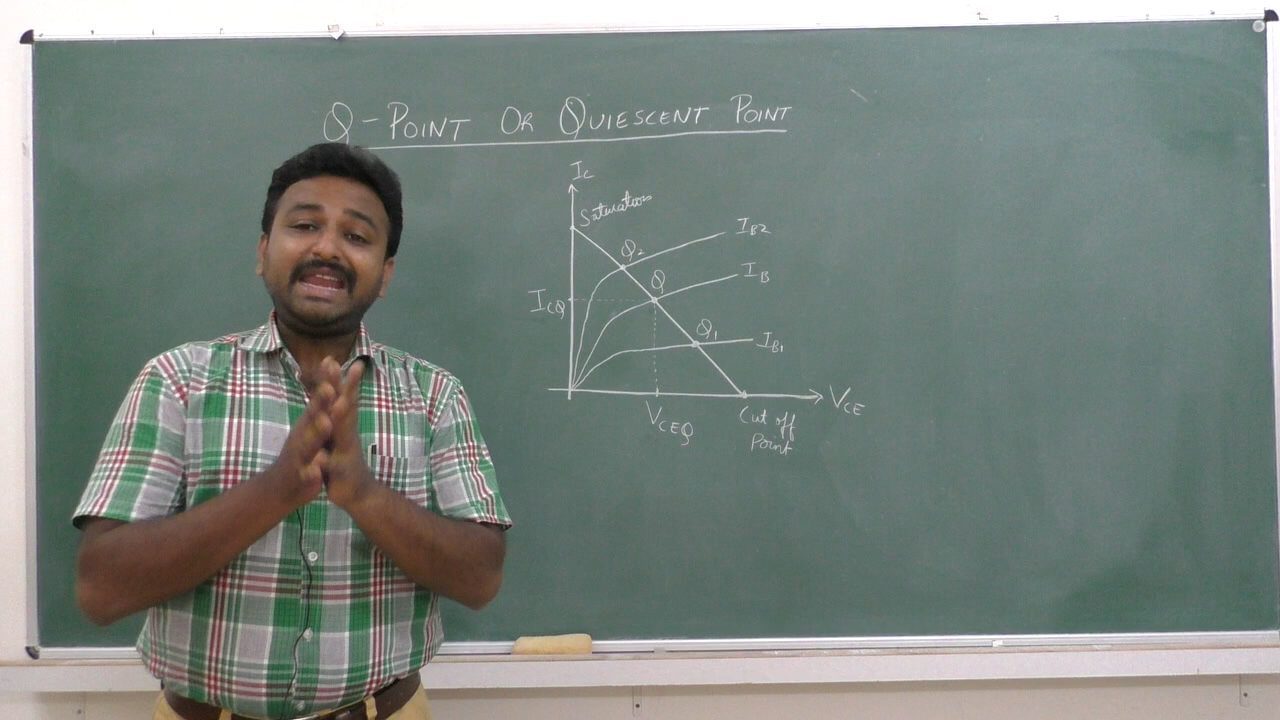 Q-POINT OR QUIESCENT POINT
IC
Saturation
IB2
Q2
IB
Q
ICQ
Q1
IB1
VCE
VCEQ
Cut off
Point